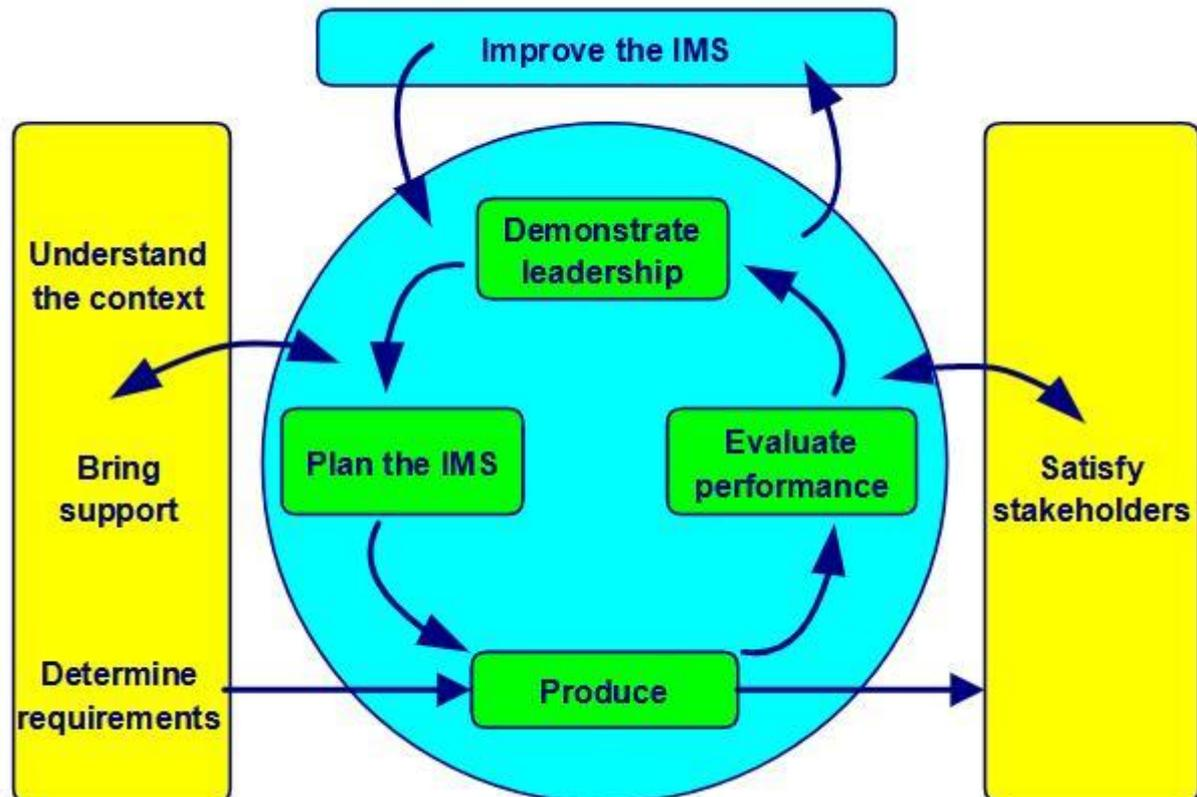 Improve the IMS
Understand
the context
Bring
support
Determine
requirements
Demonstrate
leadership
Plan the IMS
Evaluate
performance
Produce
Satisfy
stakeholders